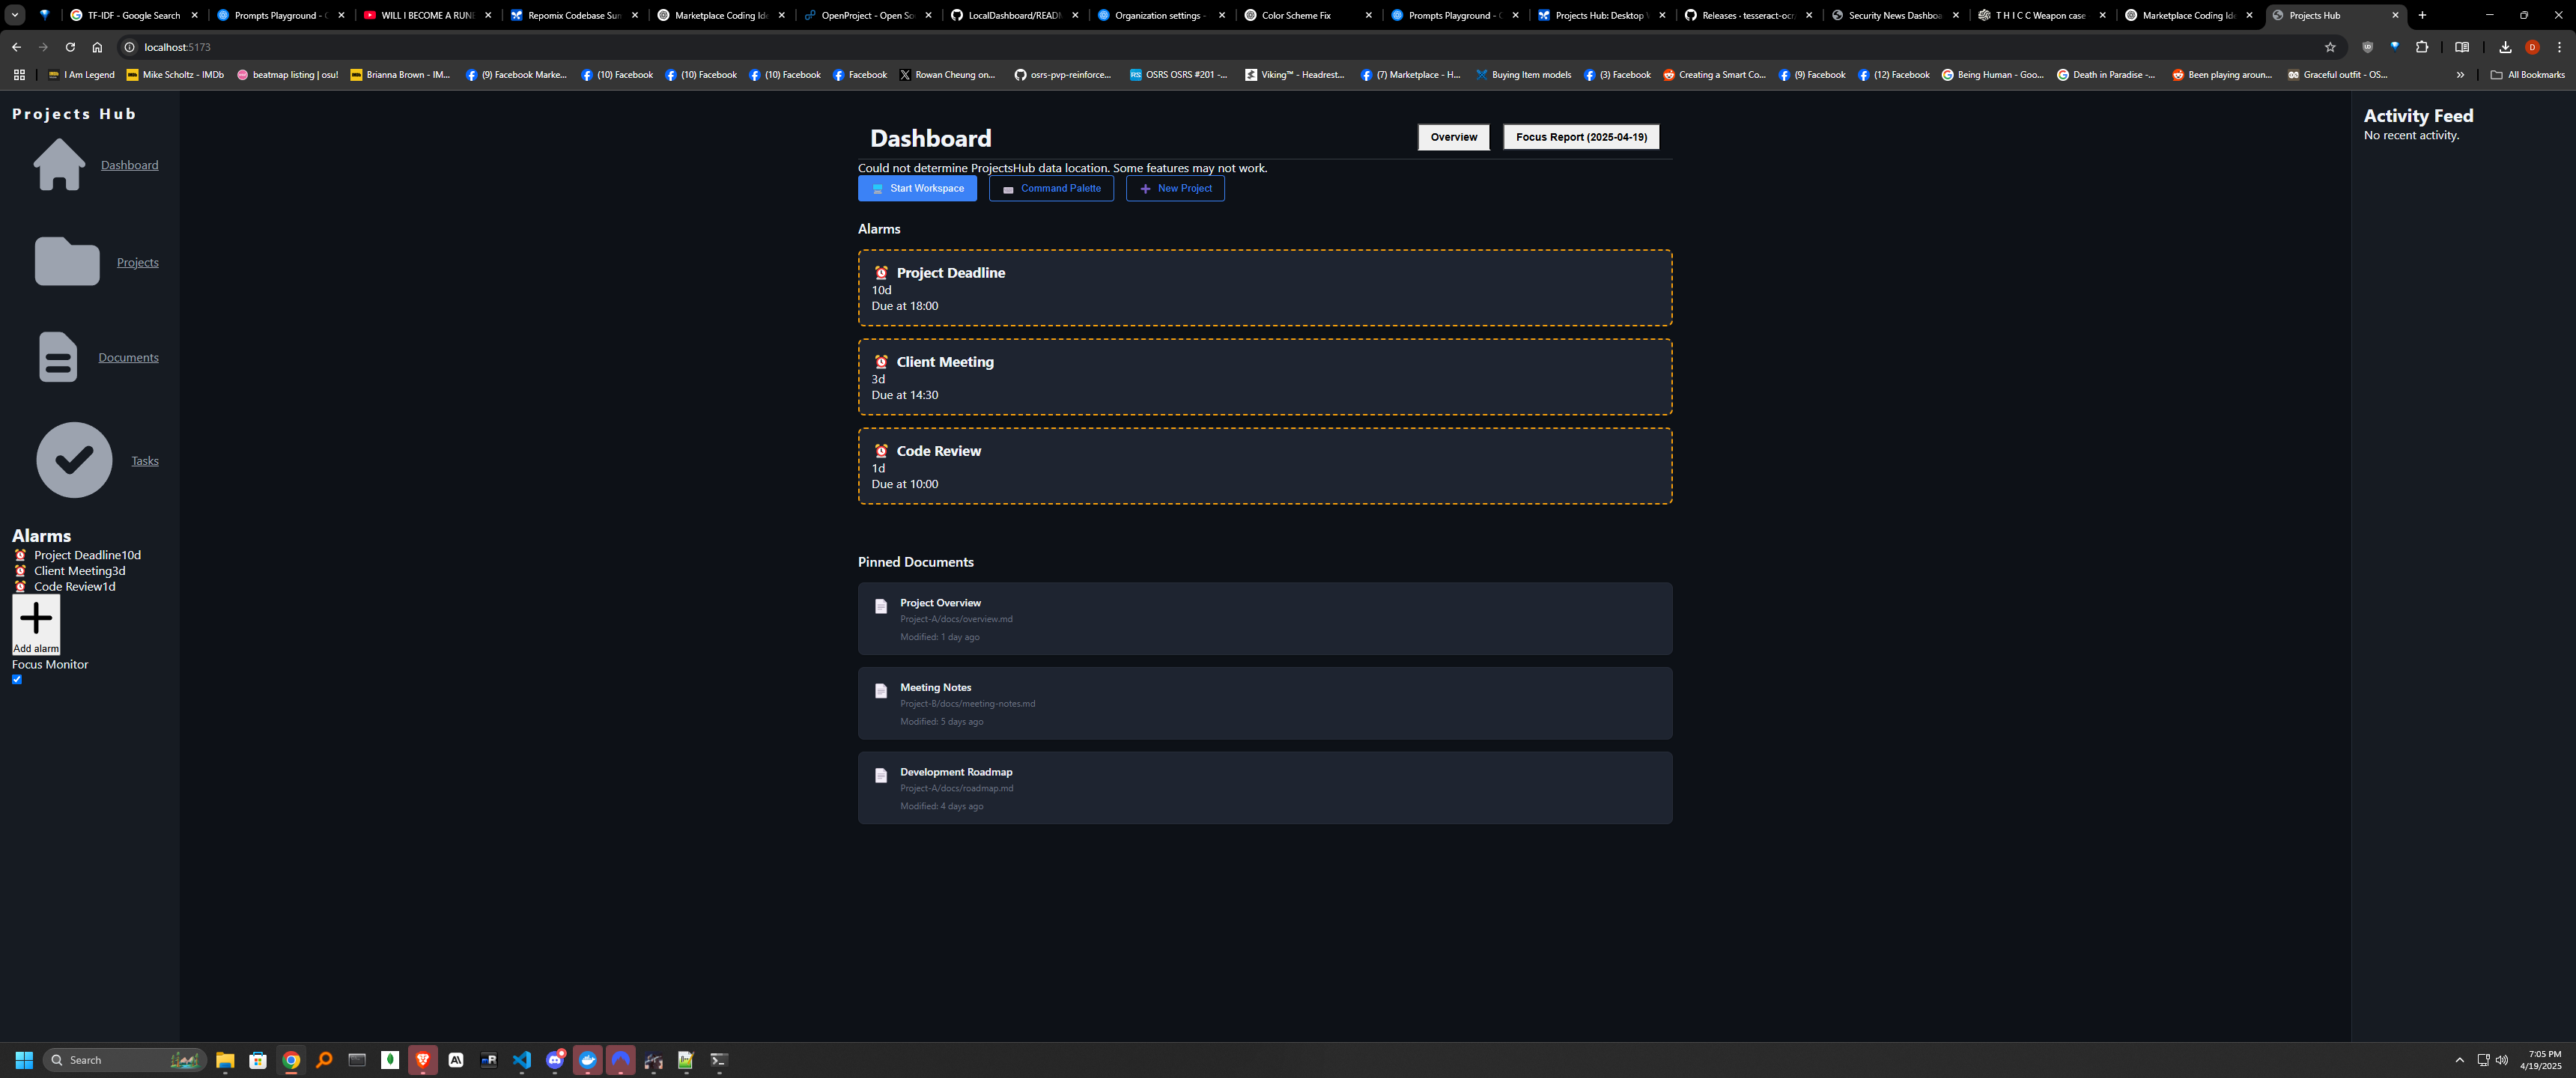 TF-IDF - Google Search
Prompts Playground - 
WILL I BECOME A RUN
Repomix Codebase Sum
Marketplace Coding Ide
OpenProject - Open So
LocalDashboard/READM
Organization settings -
Color Scheme Fix
Prompts Playground - 
Projects Hub: Desktop
Releases · tesseract-oc
Security News Dashboa
T H I C C Weapon case
Marketplace Coding Ide
Projects Hub
localhost:5173
D
I Am Legend
Mike Scholtz - IMDb
beatmap listing | osu!
Brianna Brown - IM...
(9) Facebook Marke...
(10) Facebook
(10) Facebook
(10) Facebook
Facebook
Rowan Cheung on...
osrs-pvp-reinforce...
OSRS OSRS #201 -...
Viking™ - Headrest...
(7) Marketplace - H...
Buying Item models
(3) Facebook
Creating a Smart Co...
(9) Facebook
(12) Facebook
Being Human - Goo...
Death in Paradise -...
Been playing aroun...
Graceful outfit - OS...
All Bookmarks
Projects Hub
Dashboard
Projects
Documents
Tasks
Alarms
Project Deadline10d
Client Meeting3d
Code Review1d
Add alarm
Focus Monitor
Dashboard
Overview
Focus Report (2025-04-19)
Could not determine ProjectsHub data location. Some features may not work.
Start Workspace
Command Palette
New Project
Alarms
Project Deadline
10d
Due at 18:00
Client Meeting
3d
Due at 14:30
Code Review
1d
Due at 10:00
Pinned Documents
Project Overview
Project-A/docs/overview.md
Modified: 1 day ago
Meeting Notes
Project-B/docs/meeting-notes.md
Modified: 5 days ago
Development Roadmap
Project-A/docs/roadmap.md
Modified: 4 days ago
Activity Feed
No recent activity.
Search
7:05 PM
4/19/2025